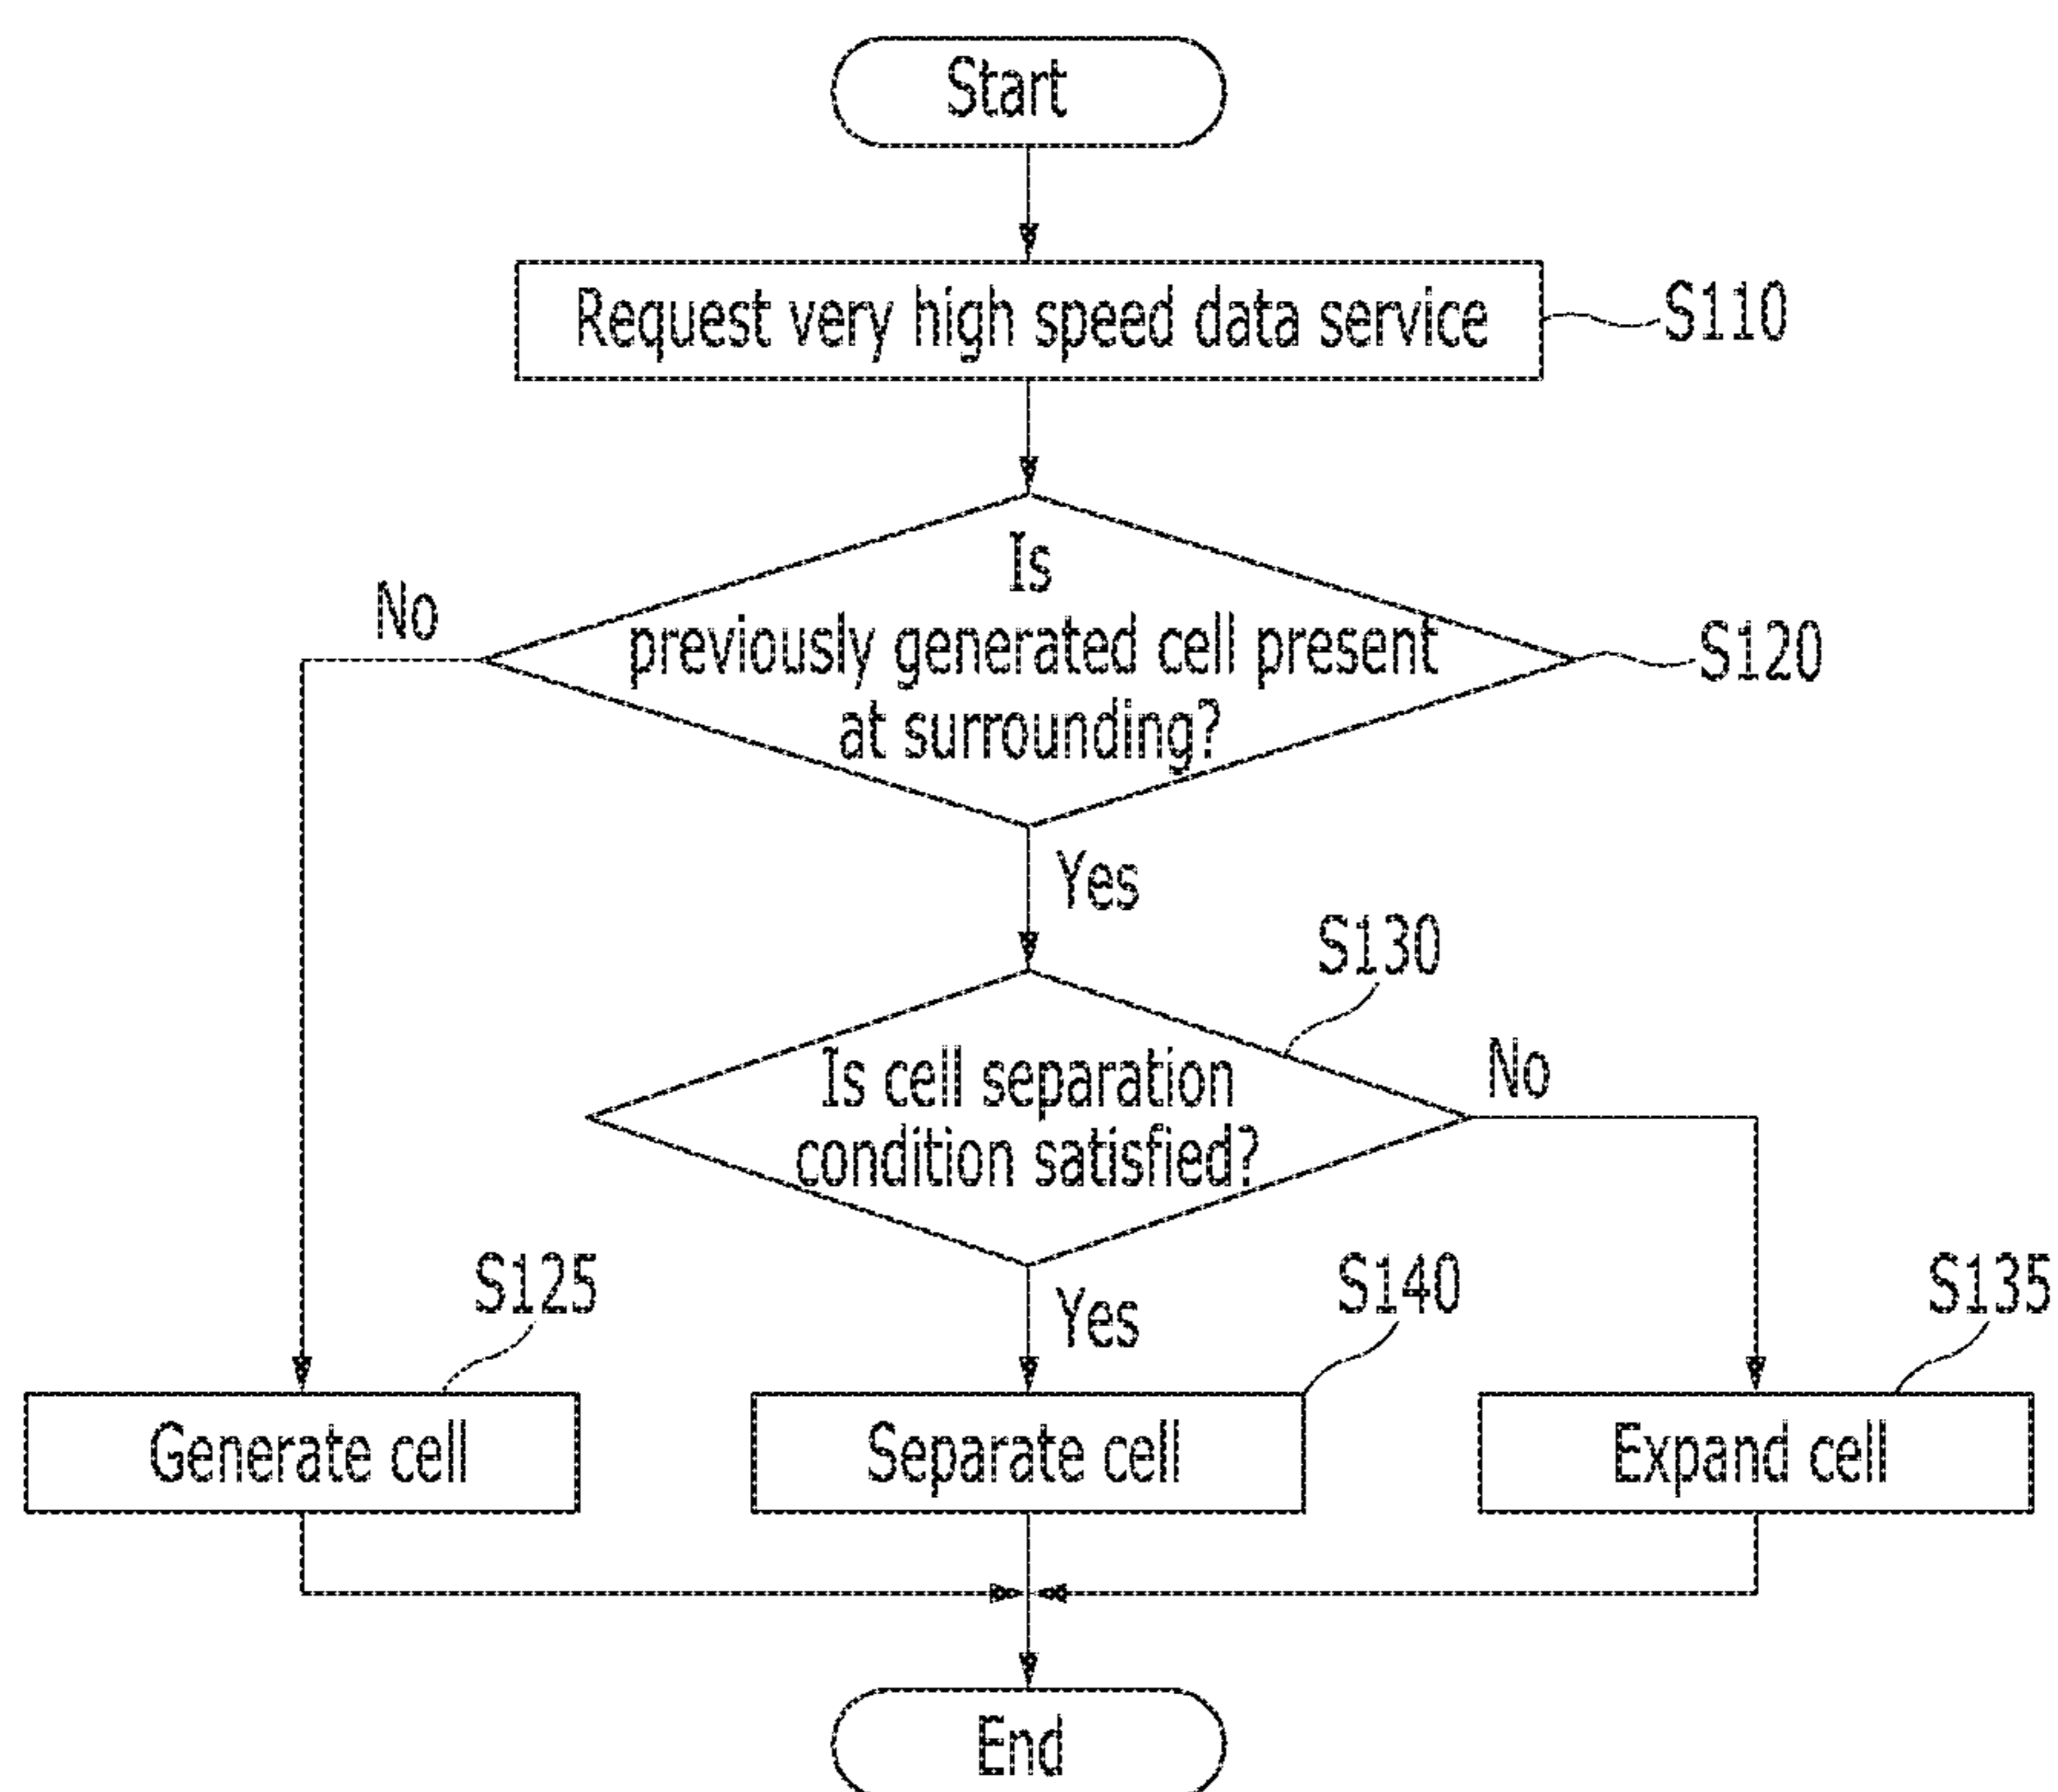 Start
Request very high speed data service
S110
Is
previously generated cell present
at surrounding?
S120
No
Yes
S130
Is cell separation
condition satisfied?
No
Yes
S125
S140
S135
Generate cell
Separate cell
Expand cell
End